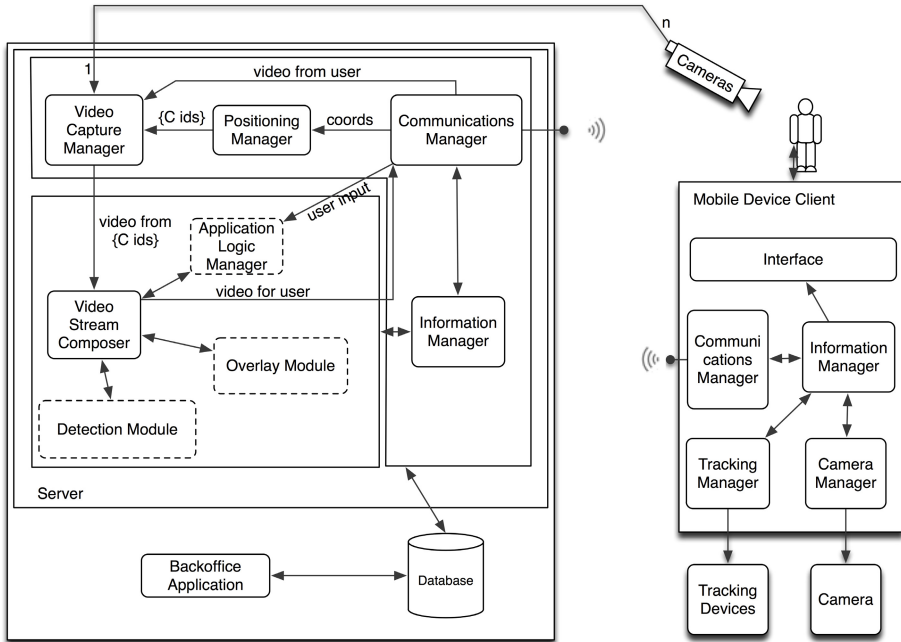 n
Cameras
1
video from user
Video
Capture
Manager
{C ids}
Positioning
Manager
coords
Communications
Manager
user input
video from
{C ids}
Application
Logic
Manager
video for user
Video
Stream
Composer
Overlay Module
Detection Module
Information
Manager
Server
Backoffice
Application
Database
Mobile Device Client
Interface
Communi
cations
Manager
Information
Manager
Tracking
Manager
Camera
Manager
Tracking
Devices
Camera